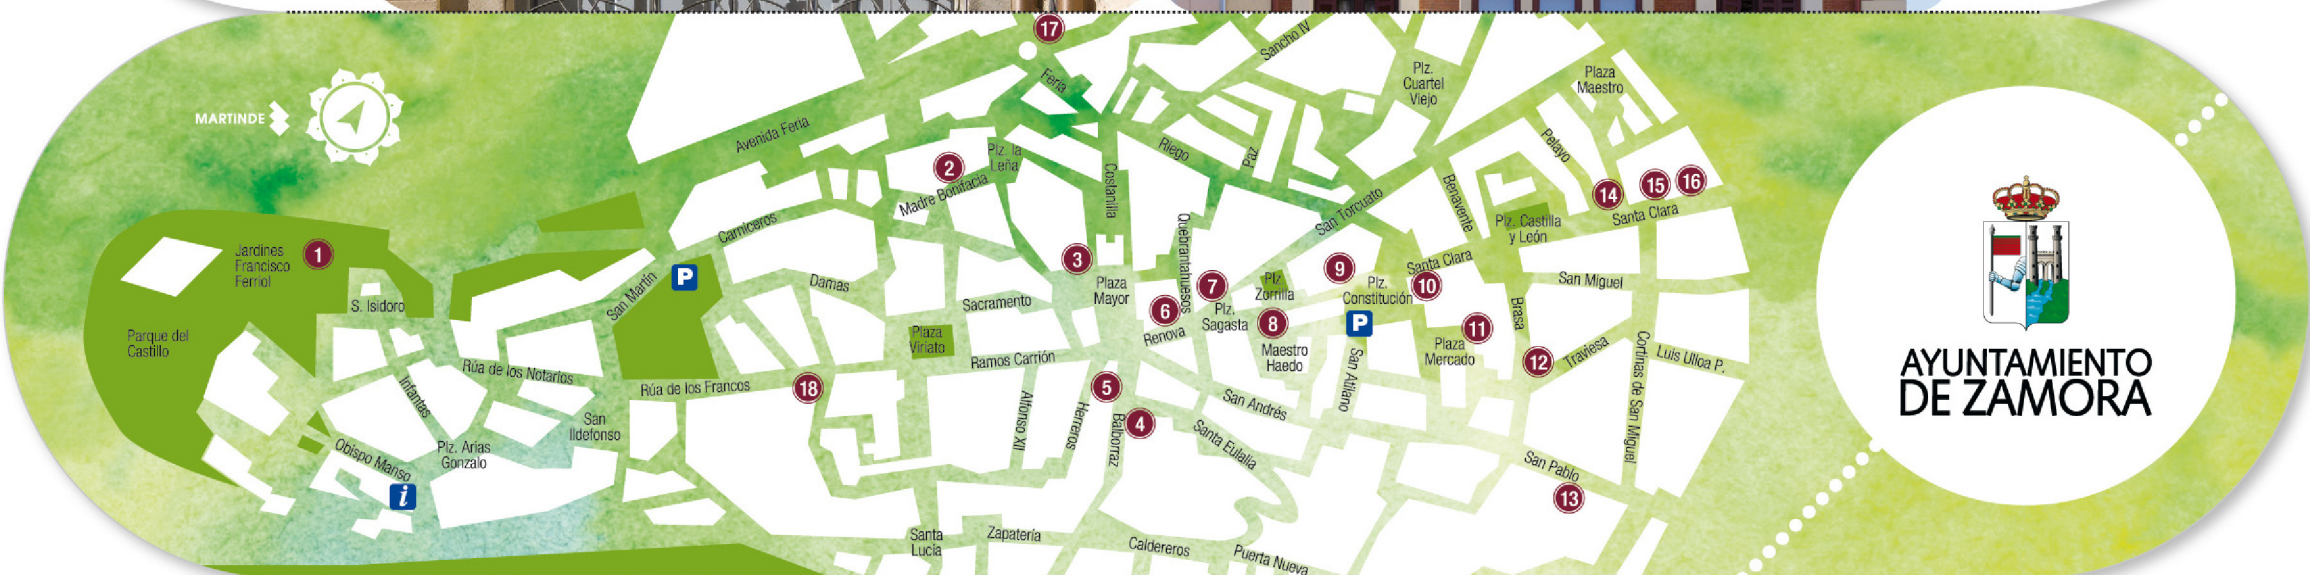 17
Sancho IV
Feria
Plz.
Cuartel
Viejo
Plaza
Maestro
MARTINDE
Avenida Feria
2
Plz. la
Leña
Madre Bonifacia
Costanilla
Riego
Paz
Pelayo
Benavente
14
15
16
Santa Clara
Plz. Castilla
y León
San Torcuato
Carniceros
Quebrantahuesos
Jardines
Francisco
Ferriol
1
S. Isidoro
Parque del
Castillo
San Martín
P
Damas
3
Plaza
Mayor
Sacramento
6
Renova
7
Plz.
Sagasta
Plz.
Zorrilla
8
Maestro
Haedo
9
Plz.
Constitución
P
Santa Clara
10
San Miguel
Brasa
11
Plaza
Mercado
12
Traviesa
Cortinas de San Miguel
Luis Ulloa P.
Plaza
Viriato
Ramos Carrión
Rúa de los Notarios
Rúa de los Francos
18
Infantas
San
Ildefonso
Plz. Arias
Gonzalo
Obispo Manso
i
Alfonso XII
Herreros
5
Balborraz
4
San Andrés
Santa Eulalia
San Atilano
San Pablo
13
Santa
Lucía
Zapatería
Caldereros
Puerta Nueva
AYUNTAMIENTO
DE ZAMORA